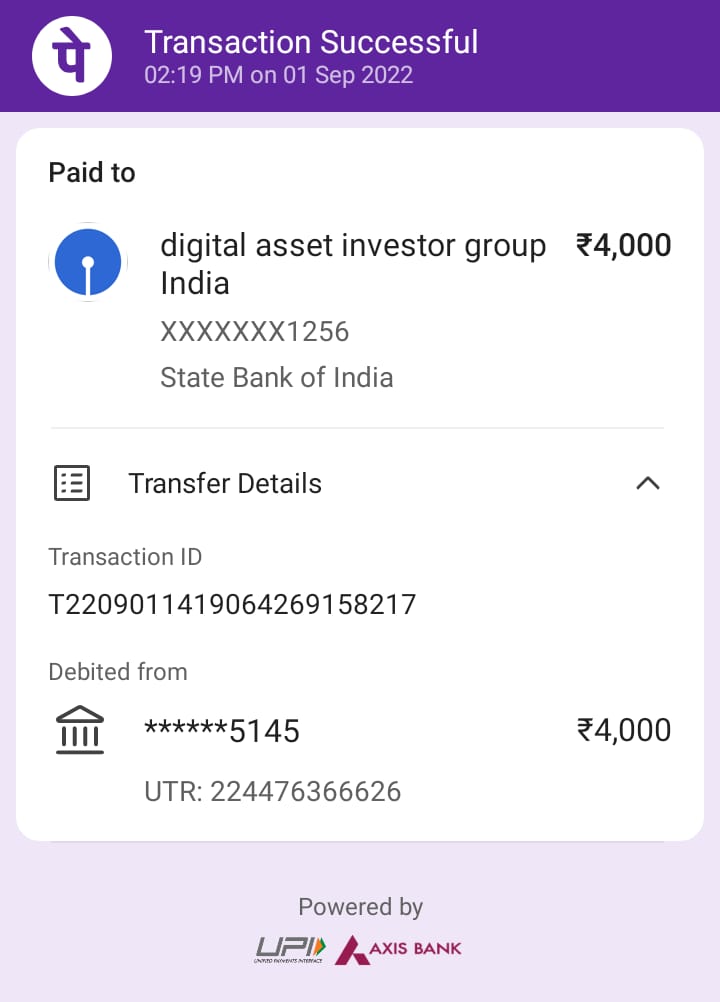 पे
Transaction Successful
02:19 PM on 01 Sep 2022
Paid to
digital asset investor group ₹4,000
India
XXXXXXX1256
State Bank of India
Transfer Details
Transaction ID
T2209011419064269158217
Debited from
******5145 ₹4,000
UTR: 224476366626
Powered by
UPI AXIS BANK
UNIFIED PAYMENTS INTERFACE